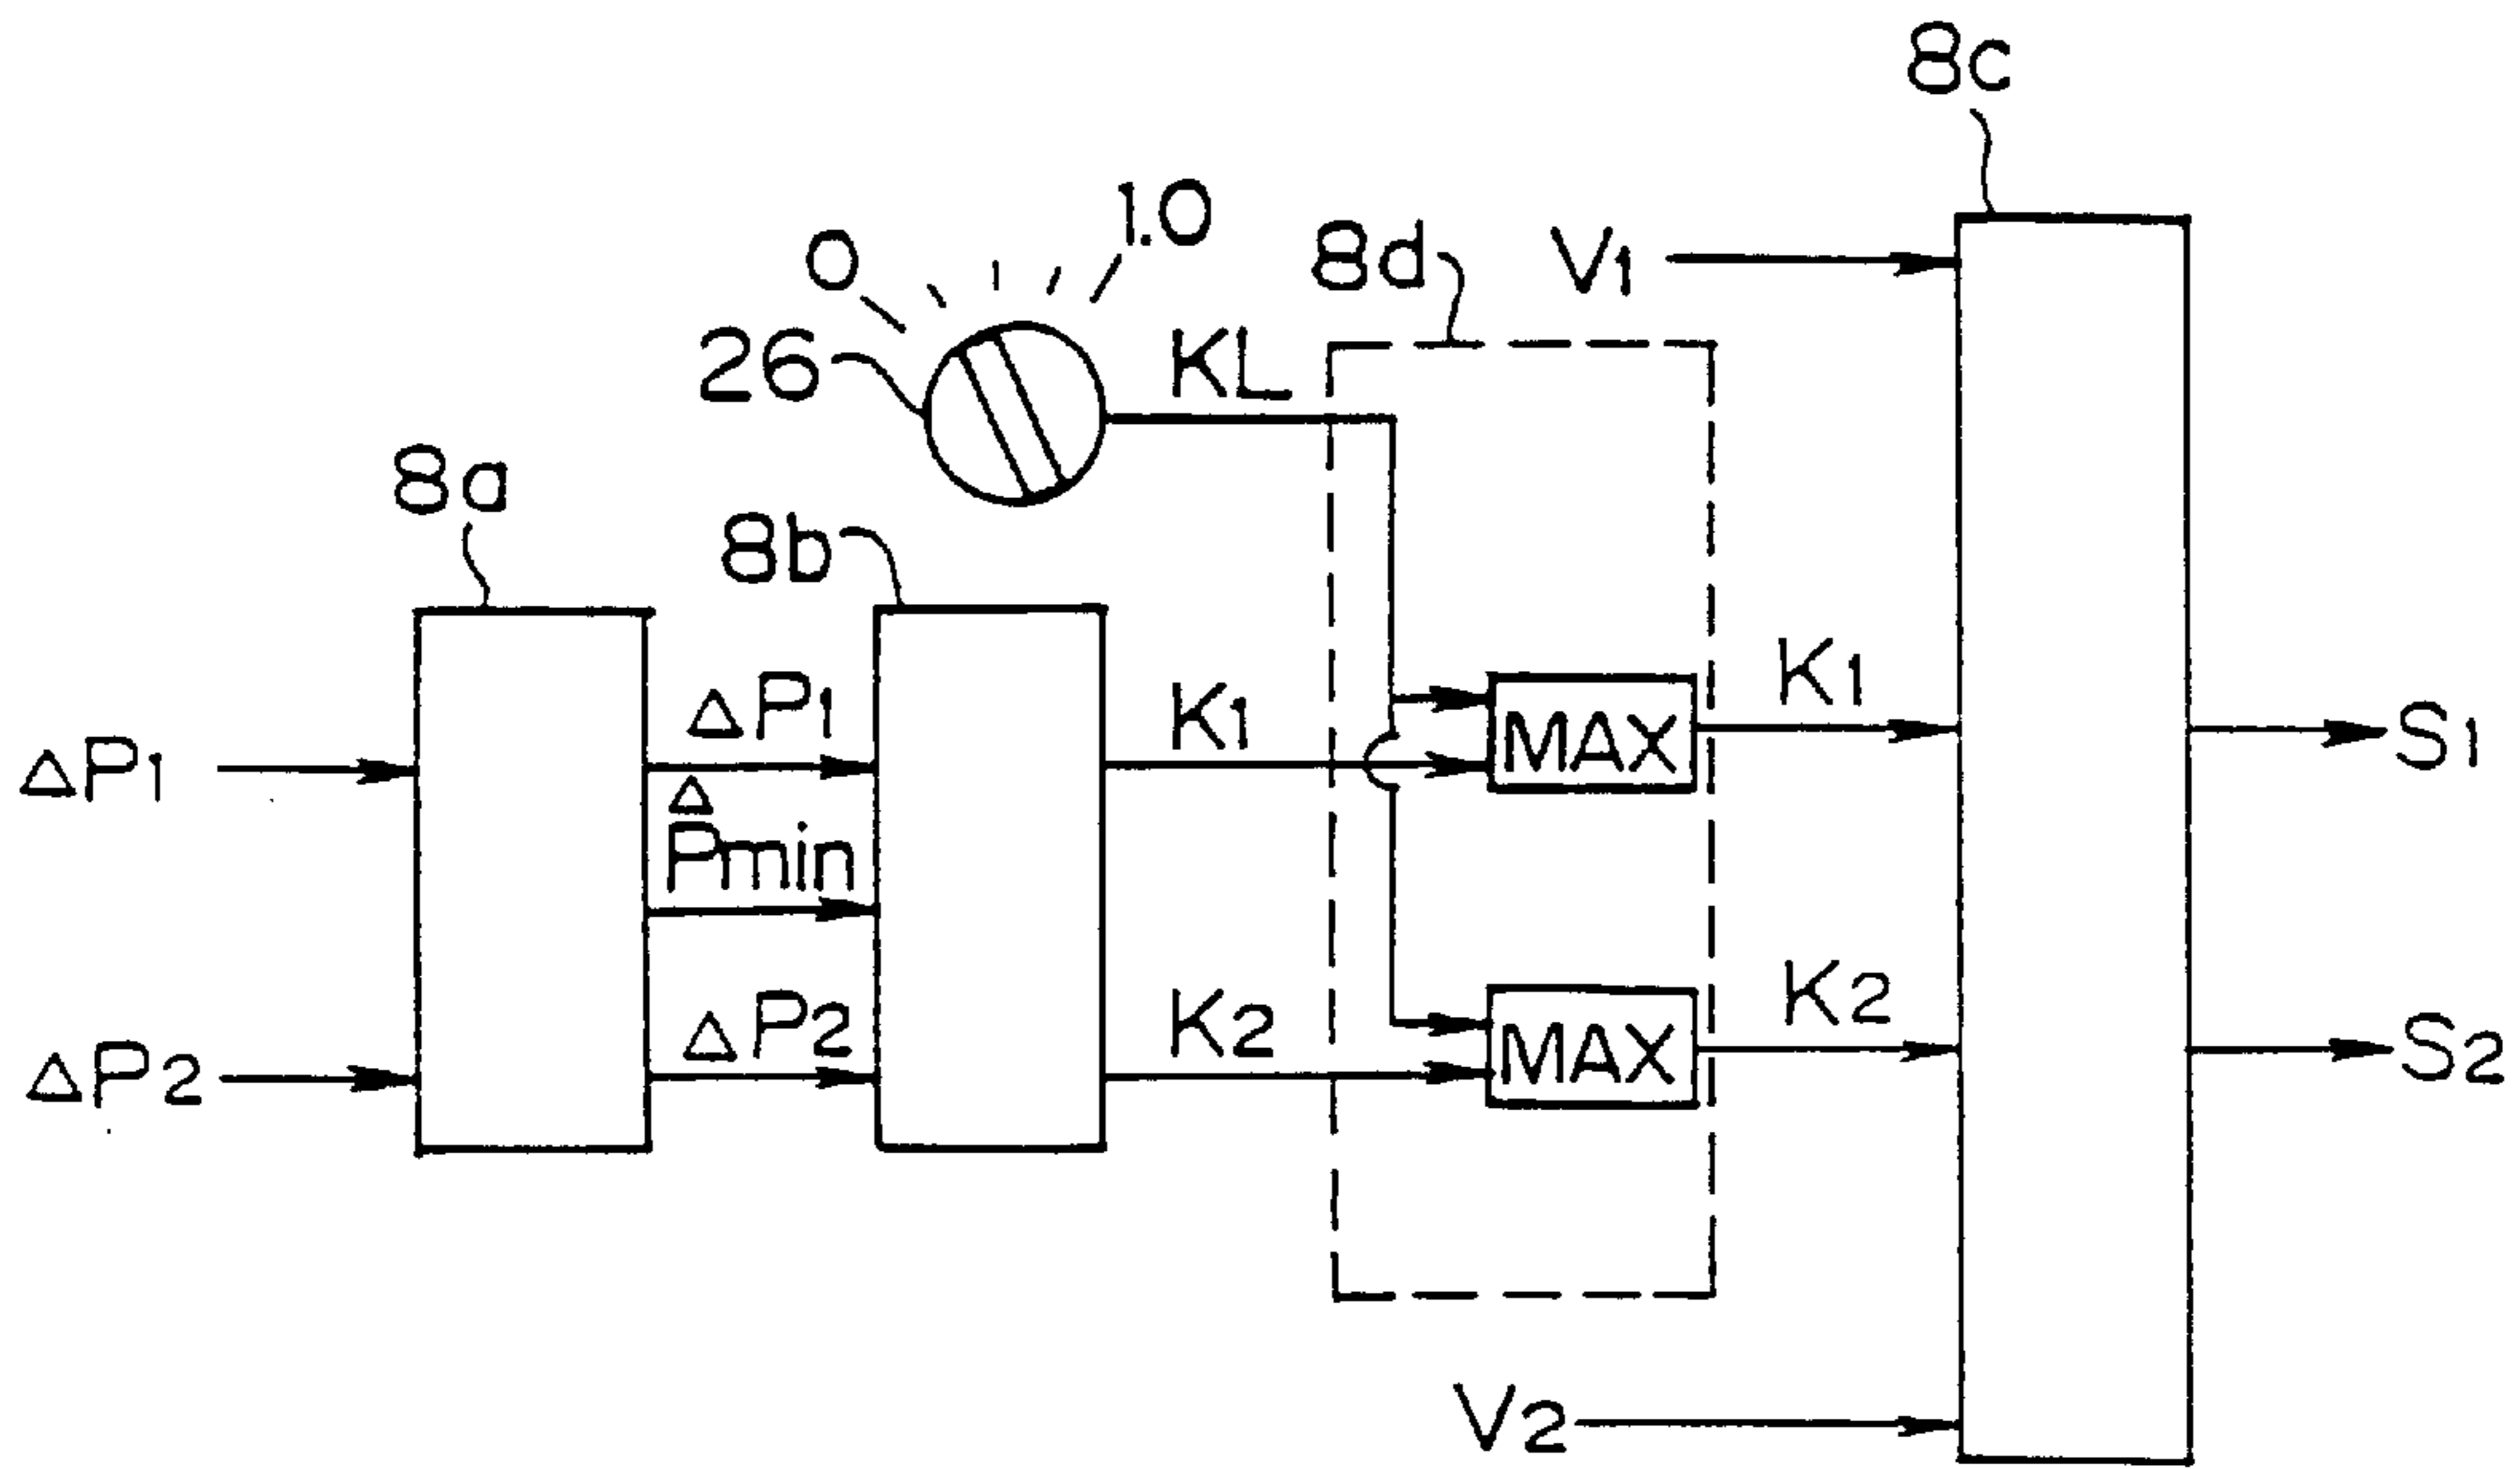 8c
1.0
0
8d
V1
26
KL
8a
8b
ΔP1
K1
K1
MAX
S1
ΔP1
Δ
Pmin
ΔP2
K2
K2
MAX
S2
ΔP2
V2